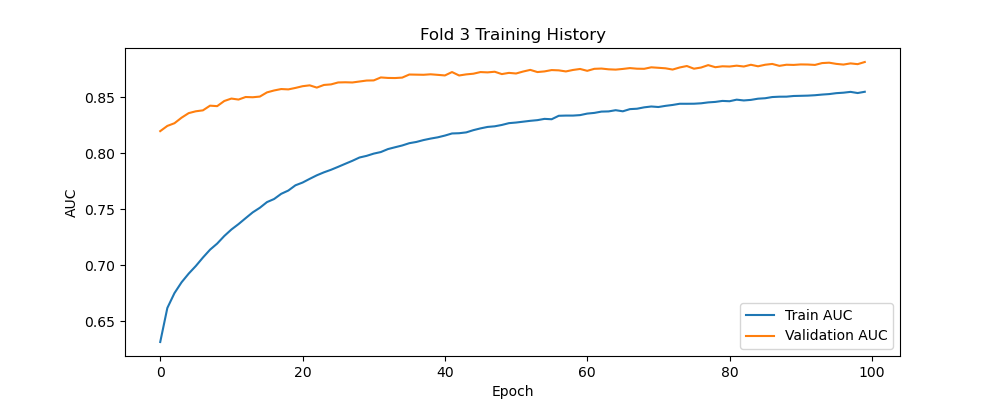 Fold 3 Training History
AUC
0.85
0.80
0.75
0.70
0.65
0 20 40 60 80 100
Epoch
Train AUC
Validation AUC